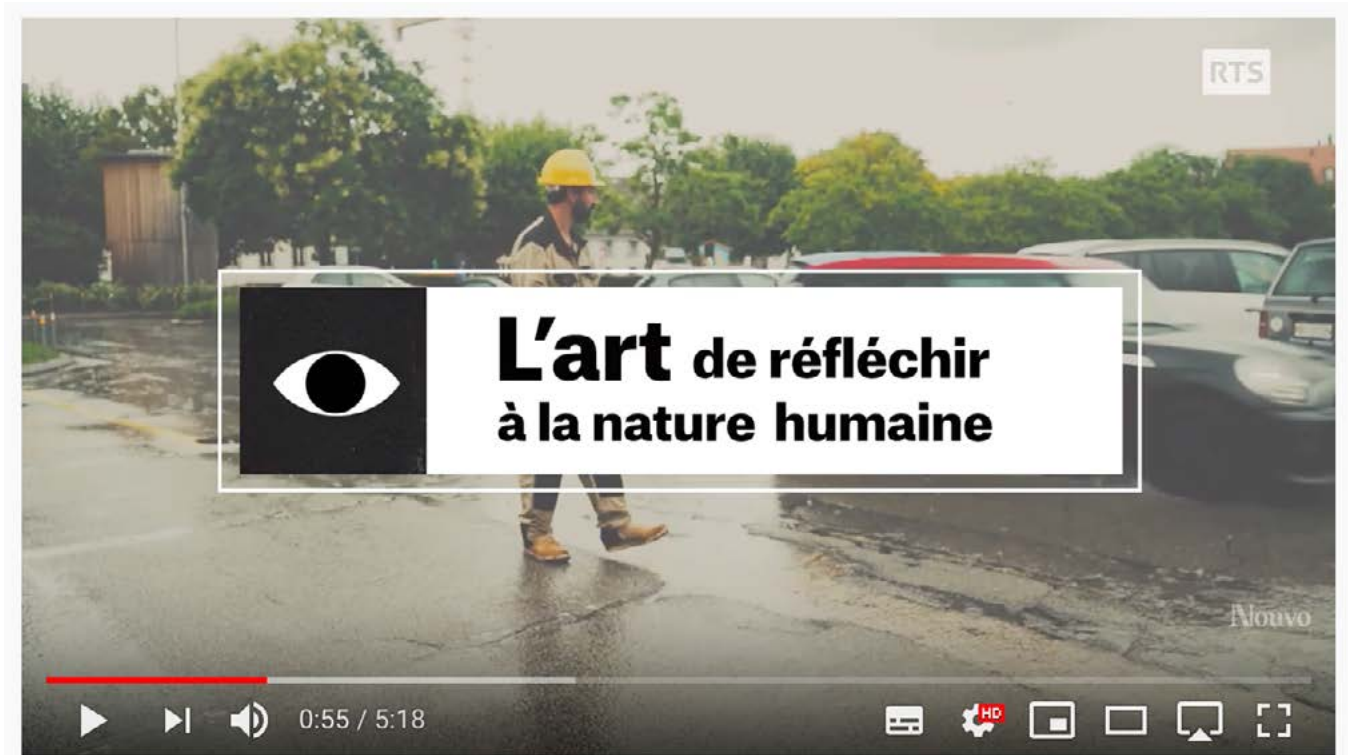 RTS
L'art de réfléchir
à la nature humaine
Nouvo
0:55 / 5:18
HD